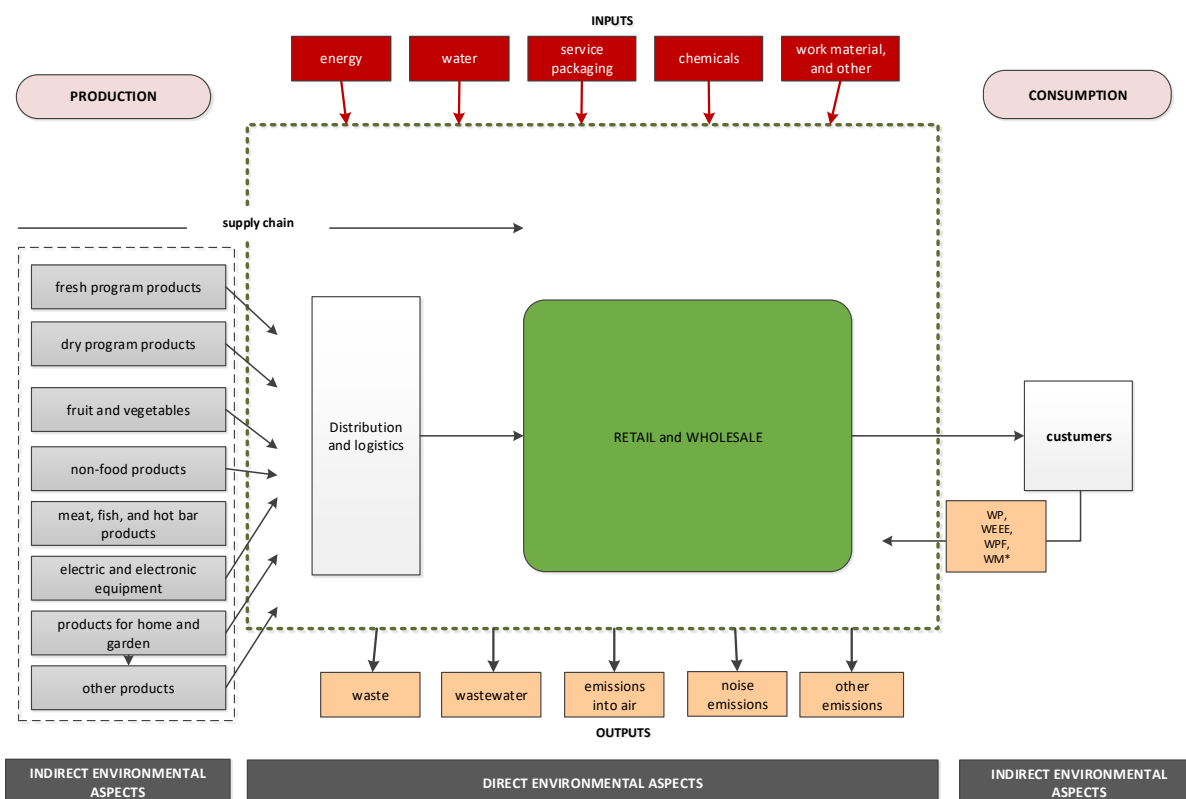 INPUTS
energy
water
service
packaging
chemicals
work material,
and other
PRODUCTION
CONSUMPTION
supply chain
fresh program products
dry program products
fruit and vegetables
non-food products
meat, fish, and hot bar
products
electric and electronic
equipment
products for home and
garden
other products
Distribution
and logistics
RETAIL and WHOLESALE
custumers
WP,
WEEE,
WPF,
WM*
waste
wastewater
emissions
into air
noise
emissions
other
emissions
OUTPUTS
INDIRECT ENVIRONMENTAL
ASPECTS
DIRECT ENVIRONMENTAL ASPECTS
INDIRECT ENVIRONMENTAL
ASPECTS